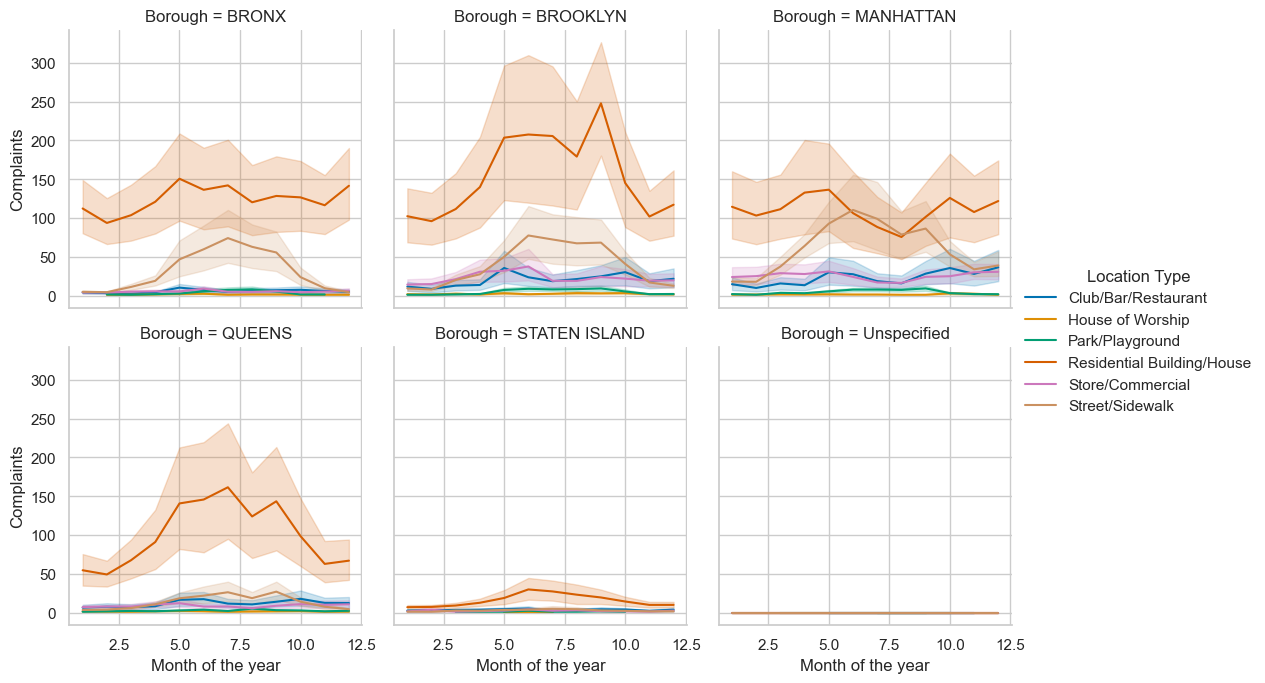 Borough = BRONX
Borough = BROOKLYN
Borough = MANHATTAN
300
250
200
150
100
50
0
Complaints
Borough = QUEENS
Borough = STATEN ISLAND
Borough = Unspecified
300
250
200
150
100
50
0
Complaints
2.5 5.0 7.5 10.0 12.5
Month of the year
2.5 5.0 7.5 10.0 12.5
Month of the year
2.5 5.0 7.5 10.0 12.5
Month of the year
Location Type
Club/Bar/Restaurant
House of Worship
Park/Playground
Residential Building/House
Store/Commercial
Street/Sidewalk